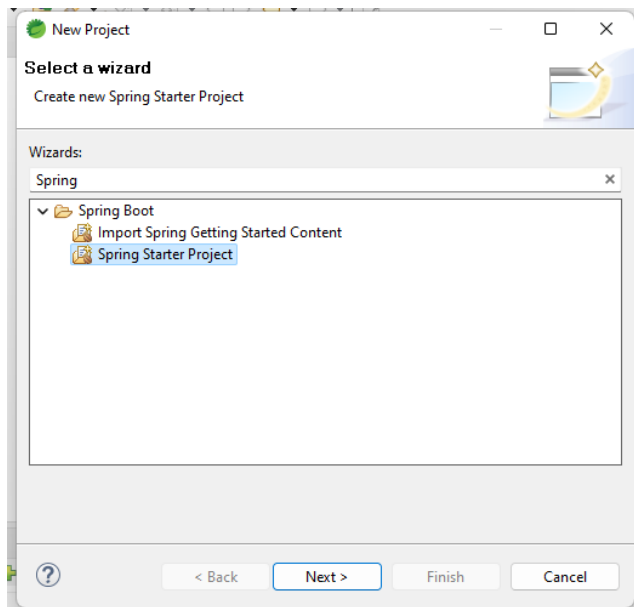 New Project
Select a wizard
Create new Spring Starter Project
Wizards:
Spring
Spring Boot
Import Spring Getting Started Content
Spring Starter Project
?
< Back Next > Finish Cancel